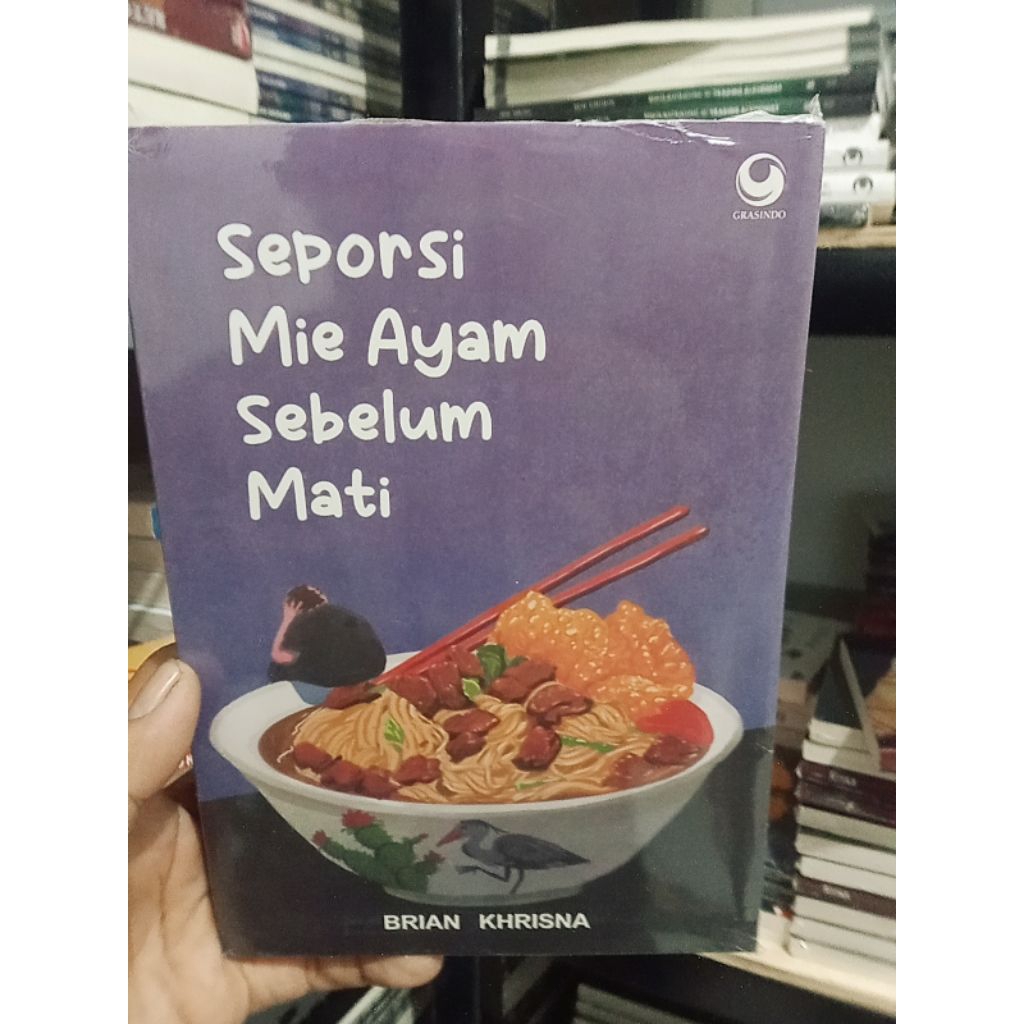 GRASINDO
Seporsi
Mie Ayam
Sebelum
Mati
BRIAN KHRISNA